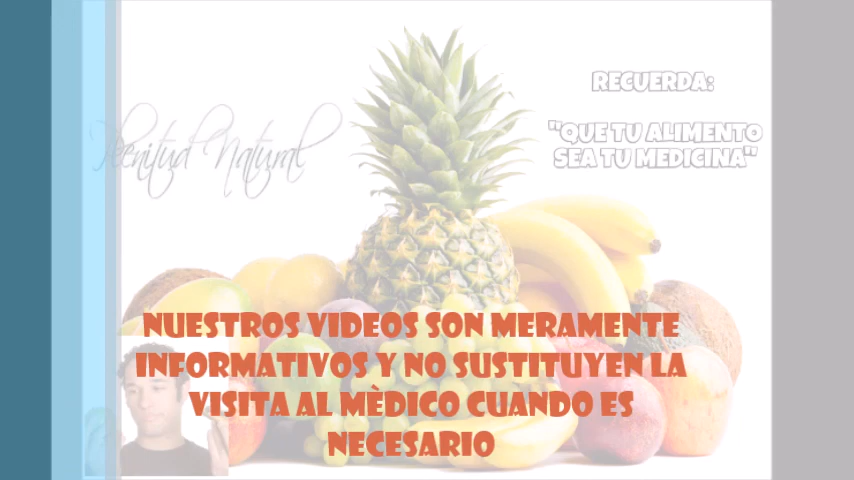 Plenitud Natural
RECUERDA:
"QUE TU ALIMENTO
SEA TU MEDICINA"
NUESTROS VIDEOS SON MERAMENTE
INFORMATIVOS Y NO SUSTITUYEN LA
VISITA AL MÈDICO CUANDO ES
NECESARIO